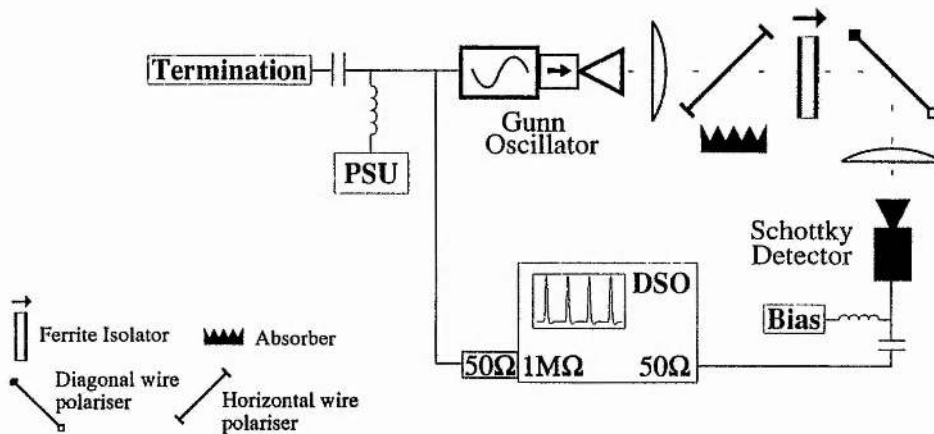 Termination
PSU
Gunn
Oscillator
Schottky
Detector
DSO
Bias
50Ω
1MΩ
50Ω
Ferrite Isolator
Absorber
Diagonal wire
polariser
Horizontal wire
polariser